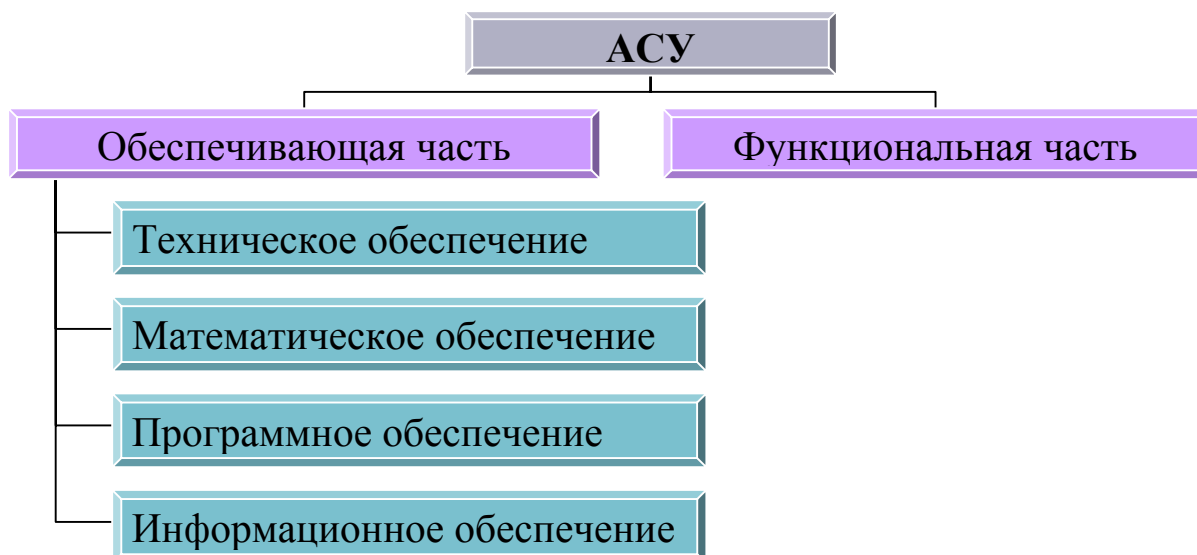 АСУ
Обеспечивающая часть
Функциональная часть
Техническое обеспечение
Математическое обеспечение
Программное обеспечение
Информационное обеспечение